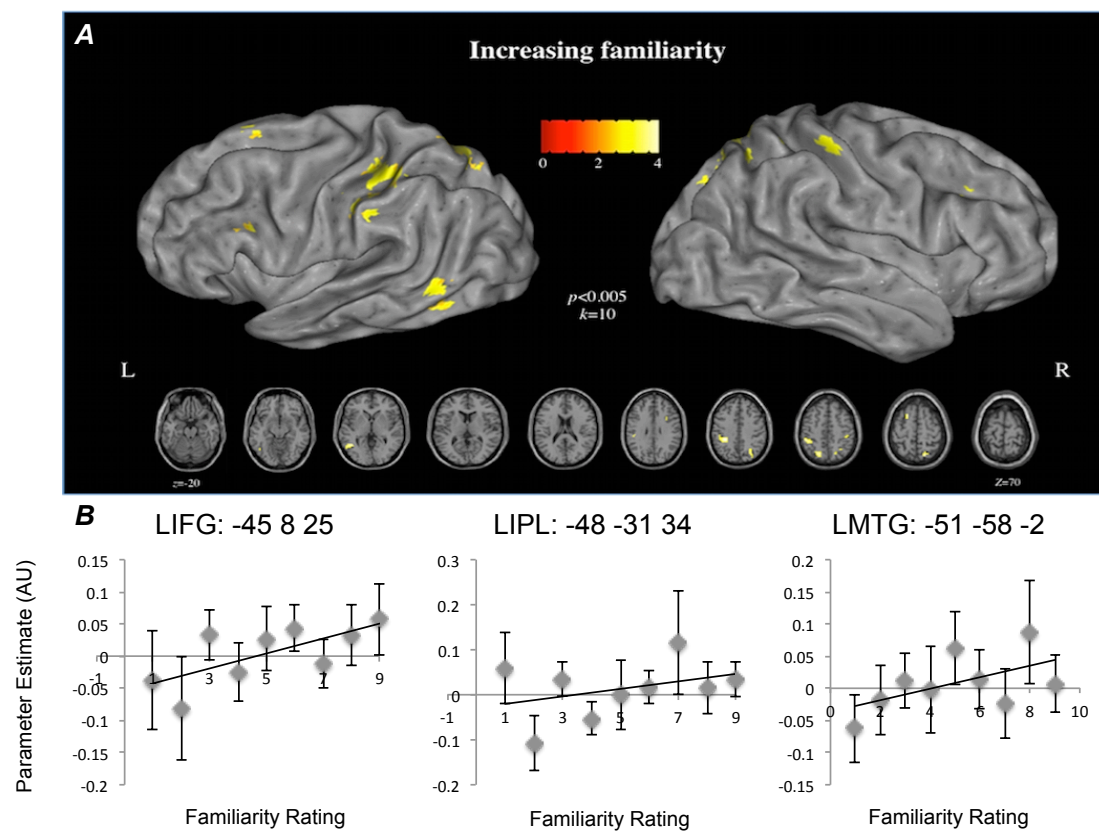 A
Increasing familiarity
0 2 4
p<0.005
k=10
L R
z=-20 Z=70
B
LIFG: -45 8 25
LIPL: -48 -31 34
LMTG: -51 -58 -2
Parameter Estimate (AU)
0.15
0.1
0.05
0
-0.05
-0.1
-0.15
-0.2
-1 1 3 5 7 9
Familiarity Rating
0.3
0.2
0.1
0
-0.1
-0.2
-1 1 3 5 7 9
Familiarity Rating
0.2
0.15
0.1
0.05
0
-0.05
-0.1
-0.15
0 2 4 6 8 10
Familiarity Rating